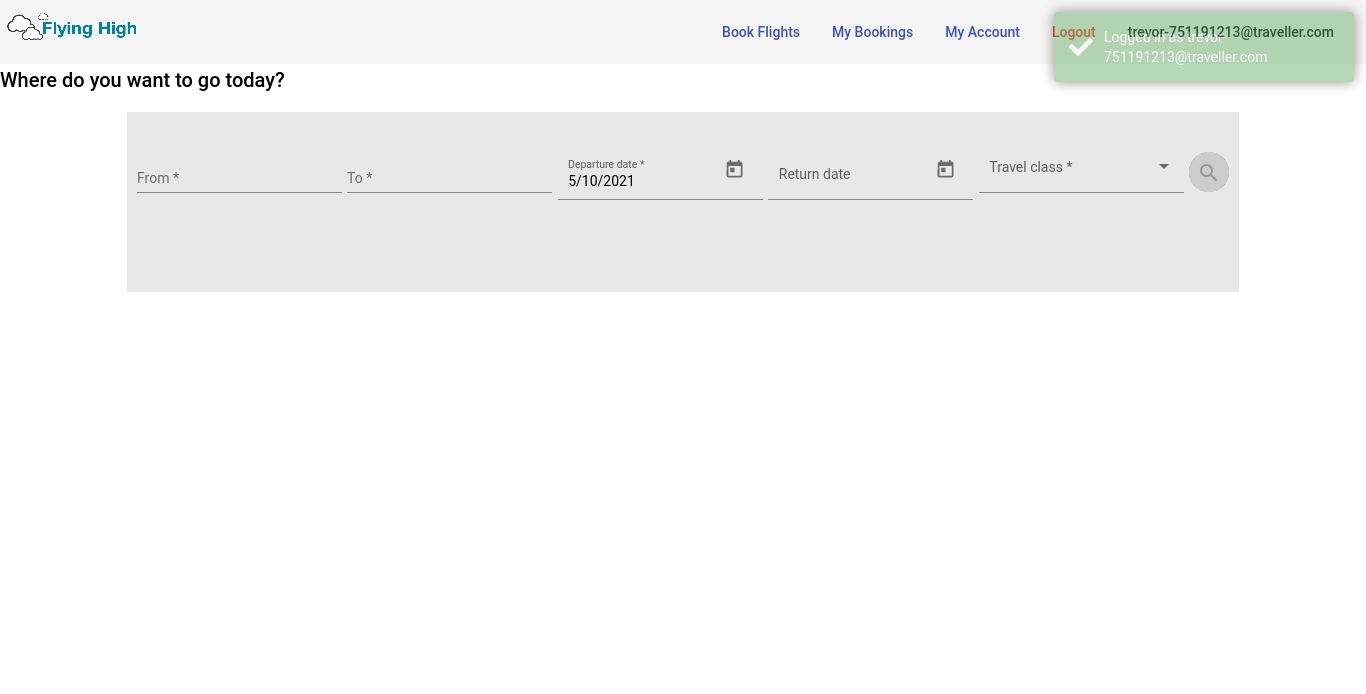 Flying High
Book Flights
My Bookings
My Account
Logout
trevor-751191213@traveller.com
Logged in as trevor-
751191213@traveller.com
Where do you want to go today?
From *
To *
Departure date *
5/10/2021
Return date
Travel class *